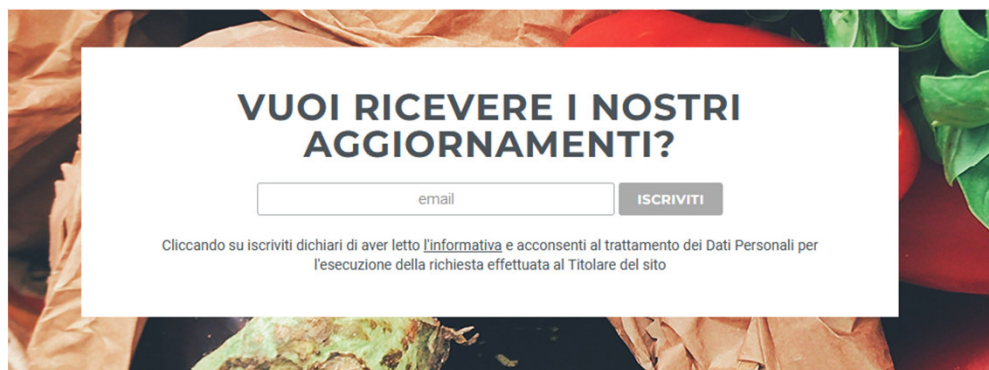 VUOI RICEVERE I NOSTRI
AGGIORNAMENTI?
email
ISCRIVITI
Cliccando su iscriviti dichiari di aver letto l'informativa e acconsenti al trattamento dei Dati Personali per
l'esecuzione della richiesta effettuata al Titolare del sito